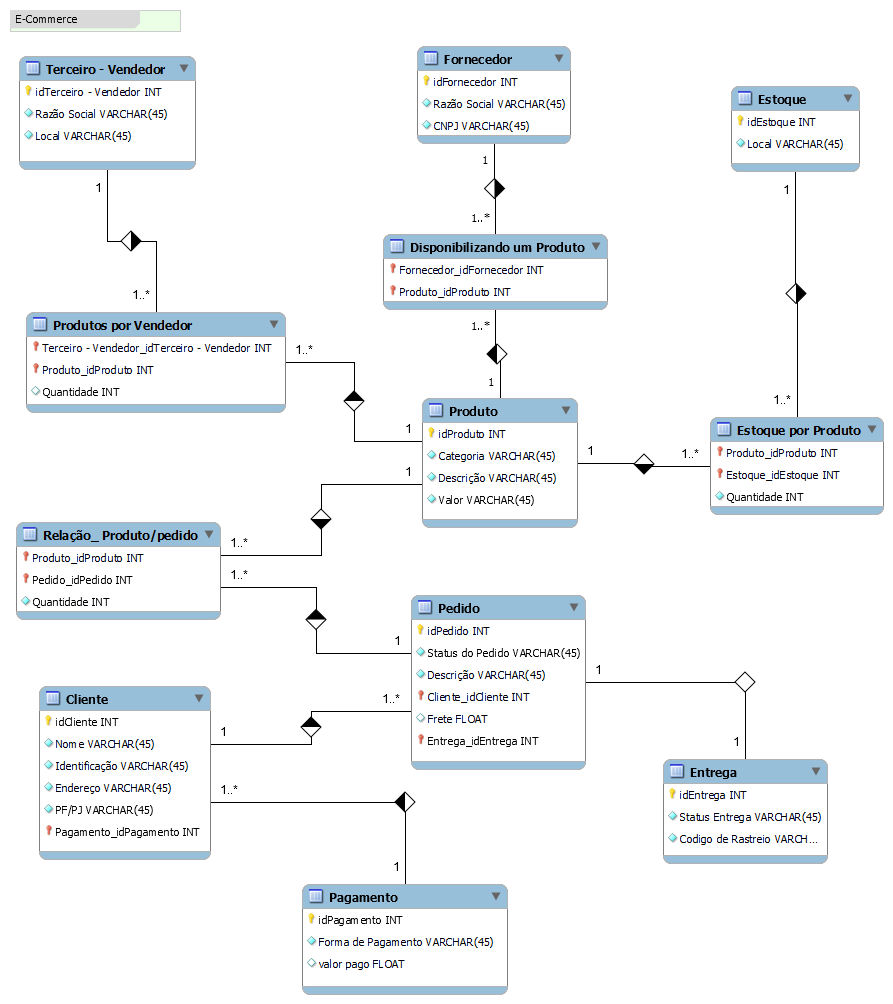 E-Commerce
Terceiro - Vendedor
idTerceiro - Vendedor INT
Razão Social VARCHAR(45)
Local VARCHAR(45)
Fornecedor
idFornecedor INT
Razão Social VARCHAR(45)
CNPJ VARCHAR(45)
Estoque
idEstoque INT
Local VARCHAR(45)
1
1..*
1
1..*
1
1..*
Disponibilizando um Produto
Fornecedor_idFornecedor INT
Produto_idProduto INT
1..*
1
Produtos por Vendedor
Terceiro - Vendedor_idTerceiro - Vendedor INT
Produto_idProduto INT
Quantidade INT
1..*
1
Produto
idProduto INT
Categoria VARCHAR(45)
Descrição VARCHAR(45)
Valor VARCHAR(45)
1
1..*
Estoque por Produto
Produto_idProduto INT
Estoque_idEstoque INT
Quantidade INT
1
1..*
Relação_ Produto/pedido
Produto_idProduto INT
Pedido_idPedido INT
Quantidade INT
1..*
1
Pedido
idPedido INT
Status do Pedido VARCHAR(45)
Descrição VARCHAR(45)
Cliente_idCliente INT
Frete FLOAT
Entrega_idEntrega INT
1
1
Cliente
idCliente INT
Nome VARCHAR(45)
Identificação VARCHAR(45)
Endereço VARCHAR(45)
PF/PJ VARCHAR(45)
Pagamento_idPagamento INT
1
1..*
1..*
1
Entrega
idEntrega INT
Status Entrega VARCHAR(45)
Codigo de Rastreio VARCH...
Pagamento
idPagamento INT
Forma de Pagamento VARCHAR(45)
valor pago FLOAT